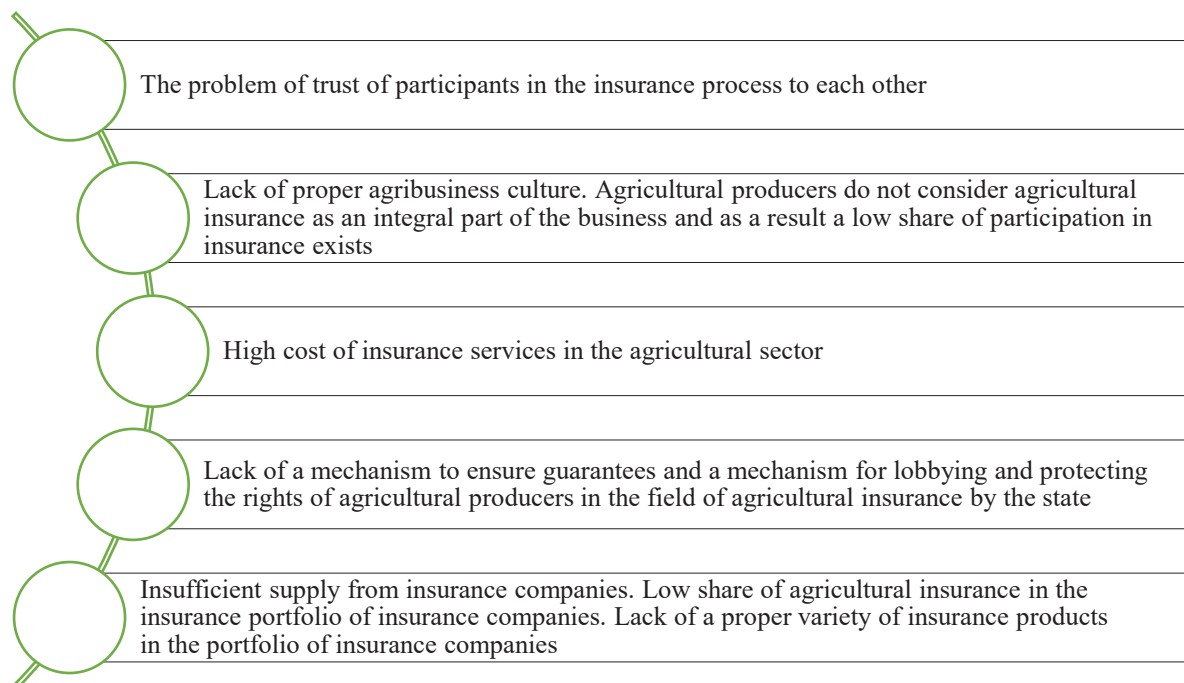 The problem of trust of participants in the insurance process to each other
Lack of proper agribusiness culture. Agricultural producers do not consider agricultural
insurance as an integral part of the business and as a result a low share of participation in
insurance exists
High cost of insurance services in the agricultural sector
Lack of a mechanism to ensure guarantees and a mechanism for lobbying and protecting
the rights of agricultural producers in the field of agricultural insurance by the state
Insufficient supply from insurance companies. Low share of agricultural insurance in the
insurance portfolio of insurance companies. Lack of a proper variety of insurance products
in the portfolio of insurance companies